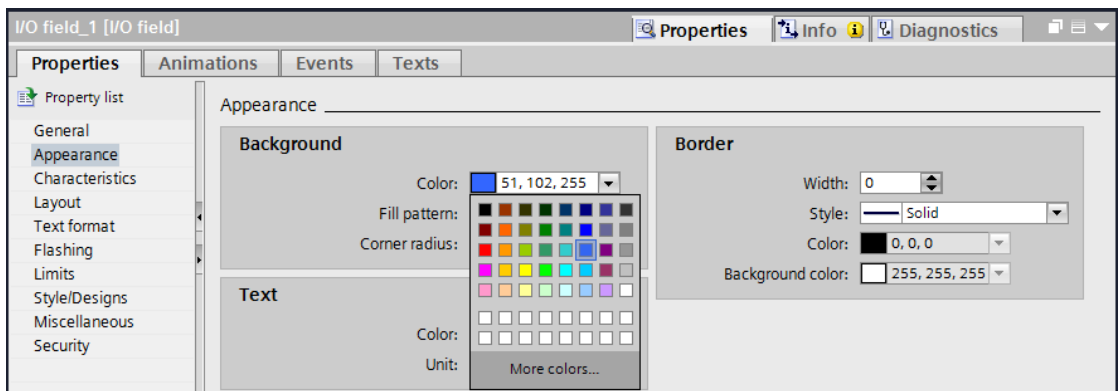 I/O field_1 [I/O field]
Properties
Info
Diagnostics
Properties
Animations
Events
Texts
Property list
General
Appearance
Characteristics
Layout
Text format
Flashing
Limits
Style/Designs
Miscellaneous
Security
Appearance
Background
Color: 51, 102, 255
Fill pattern:
Corner radius:
Text
Color:
Unit:
More colors...
Border
Width: 0
Style: Solid
Color: 0, 0, 0
Background color: 255, 255, 255